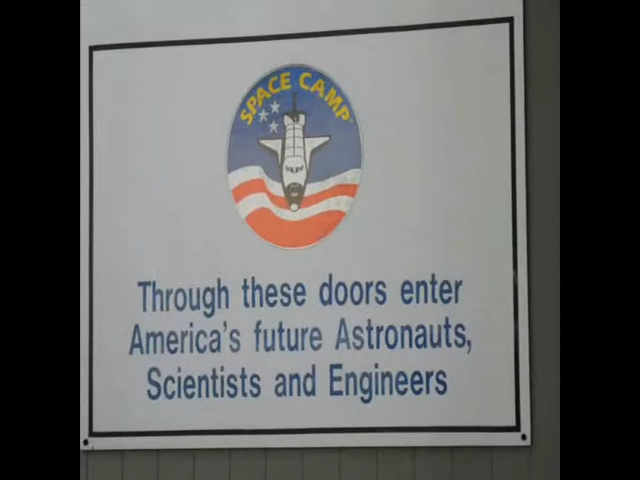 SPACE CAMP
Through these doors enter
America's future Astronauts,
Scientists and Engineers